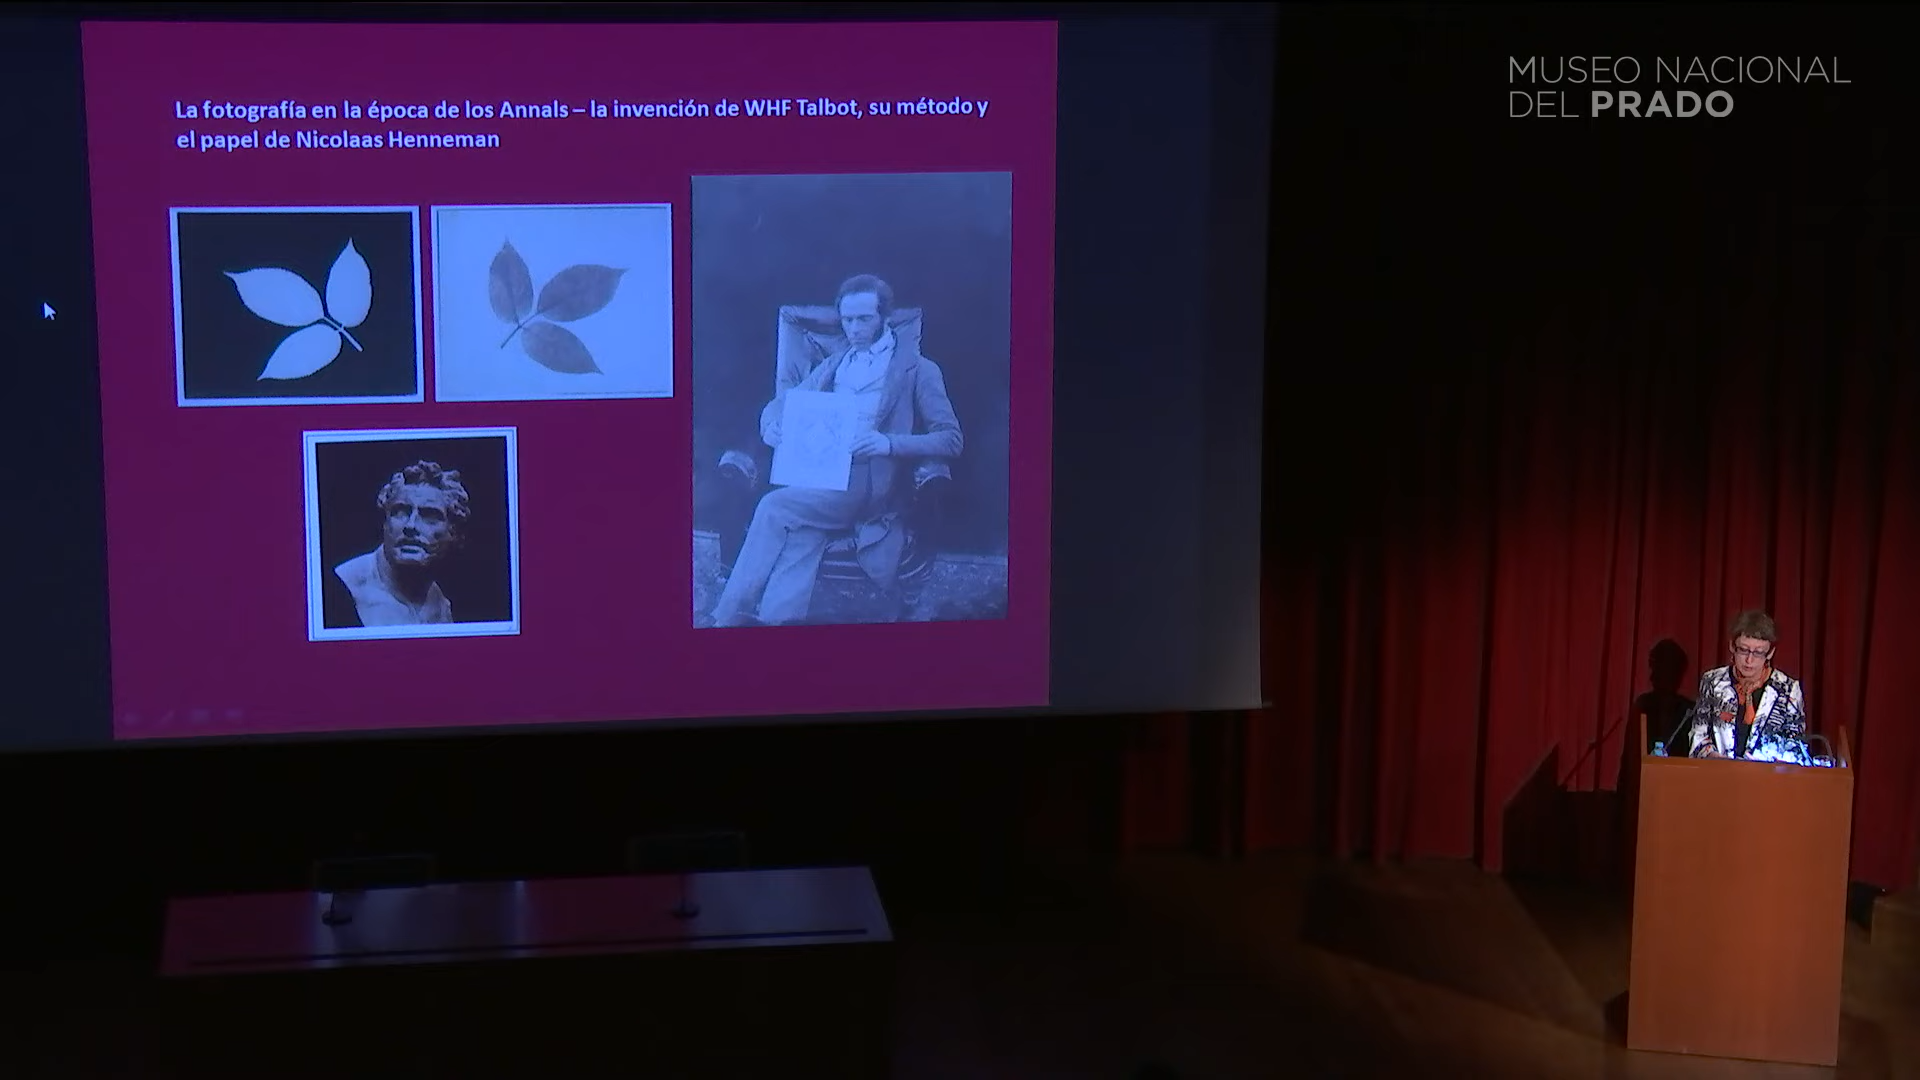 MUSEO NACIONAL
DEL PRADO
La fotografía en la época de los Annals – la invención de WHF Talbot, su método y
el papel de Nicolaas Henneman